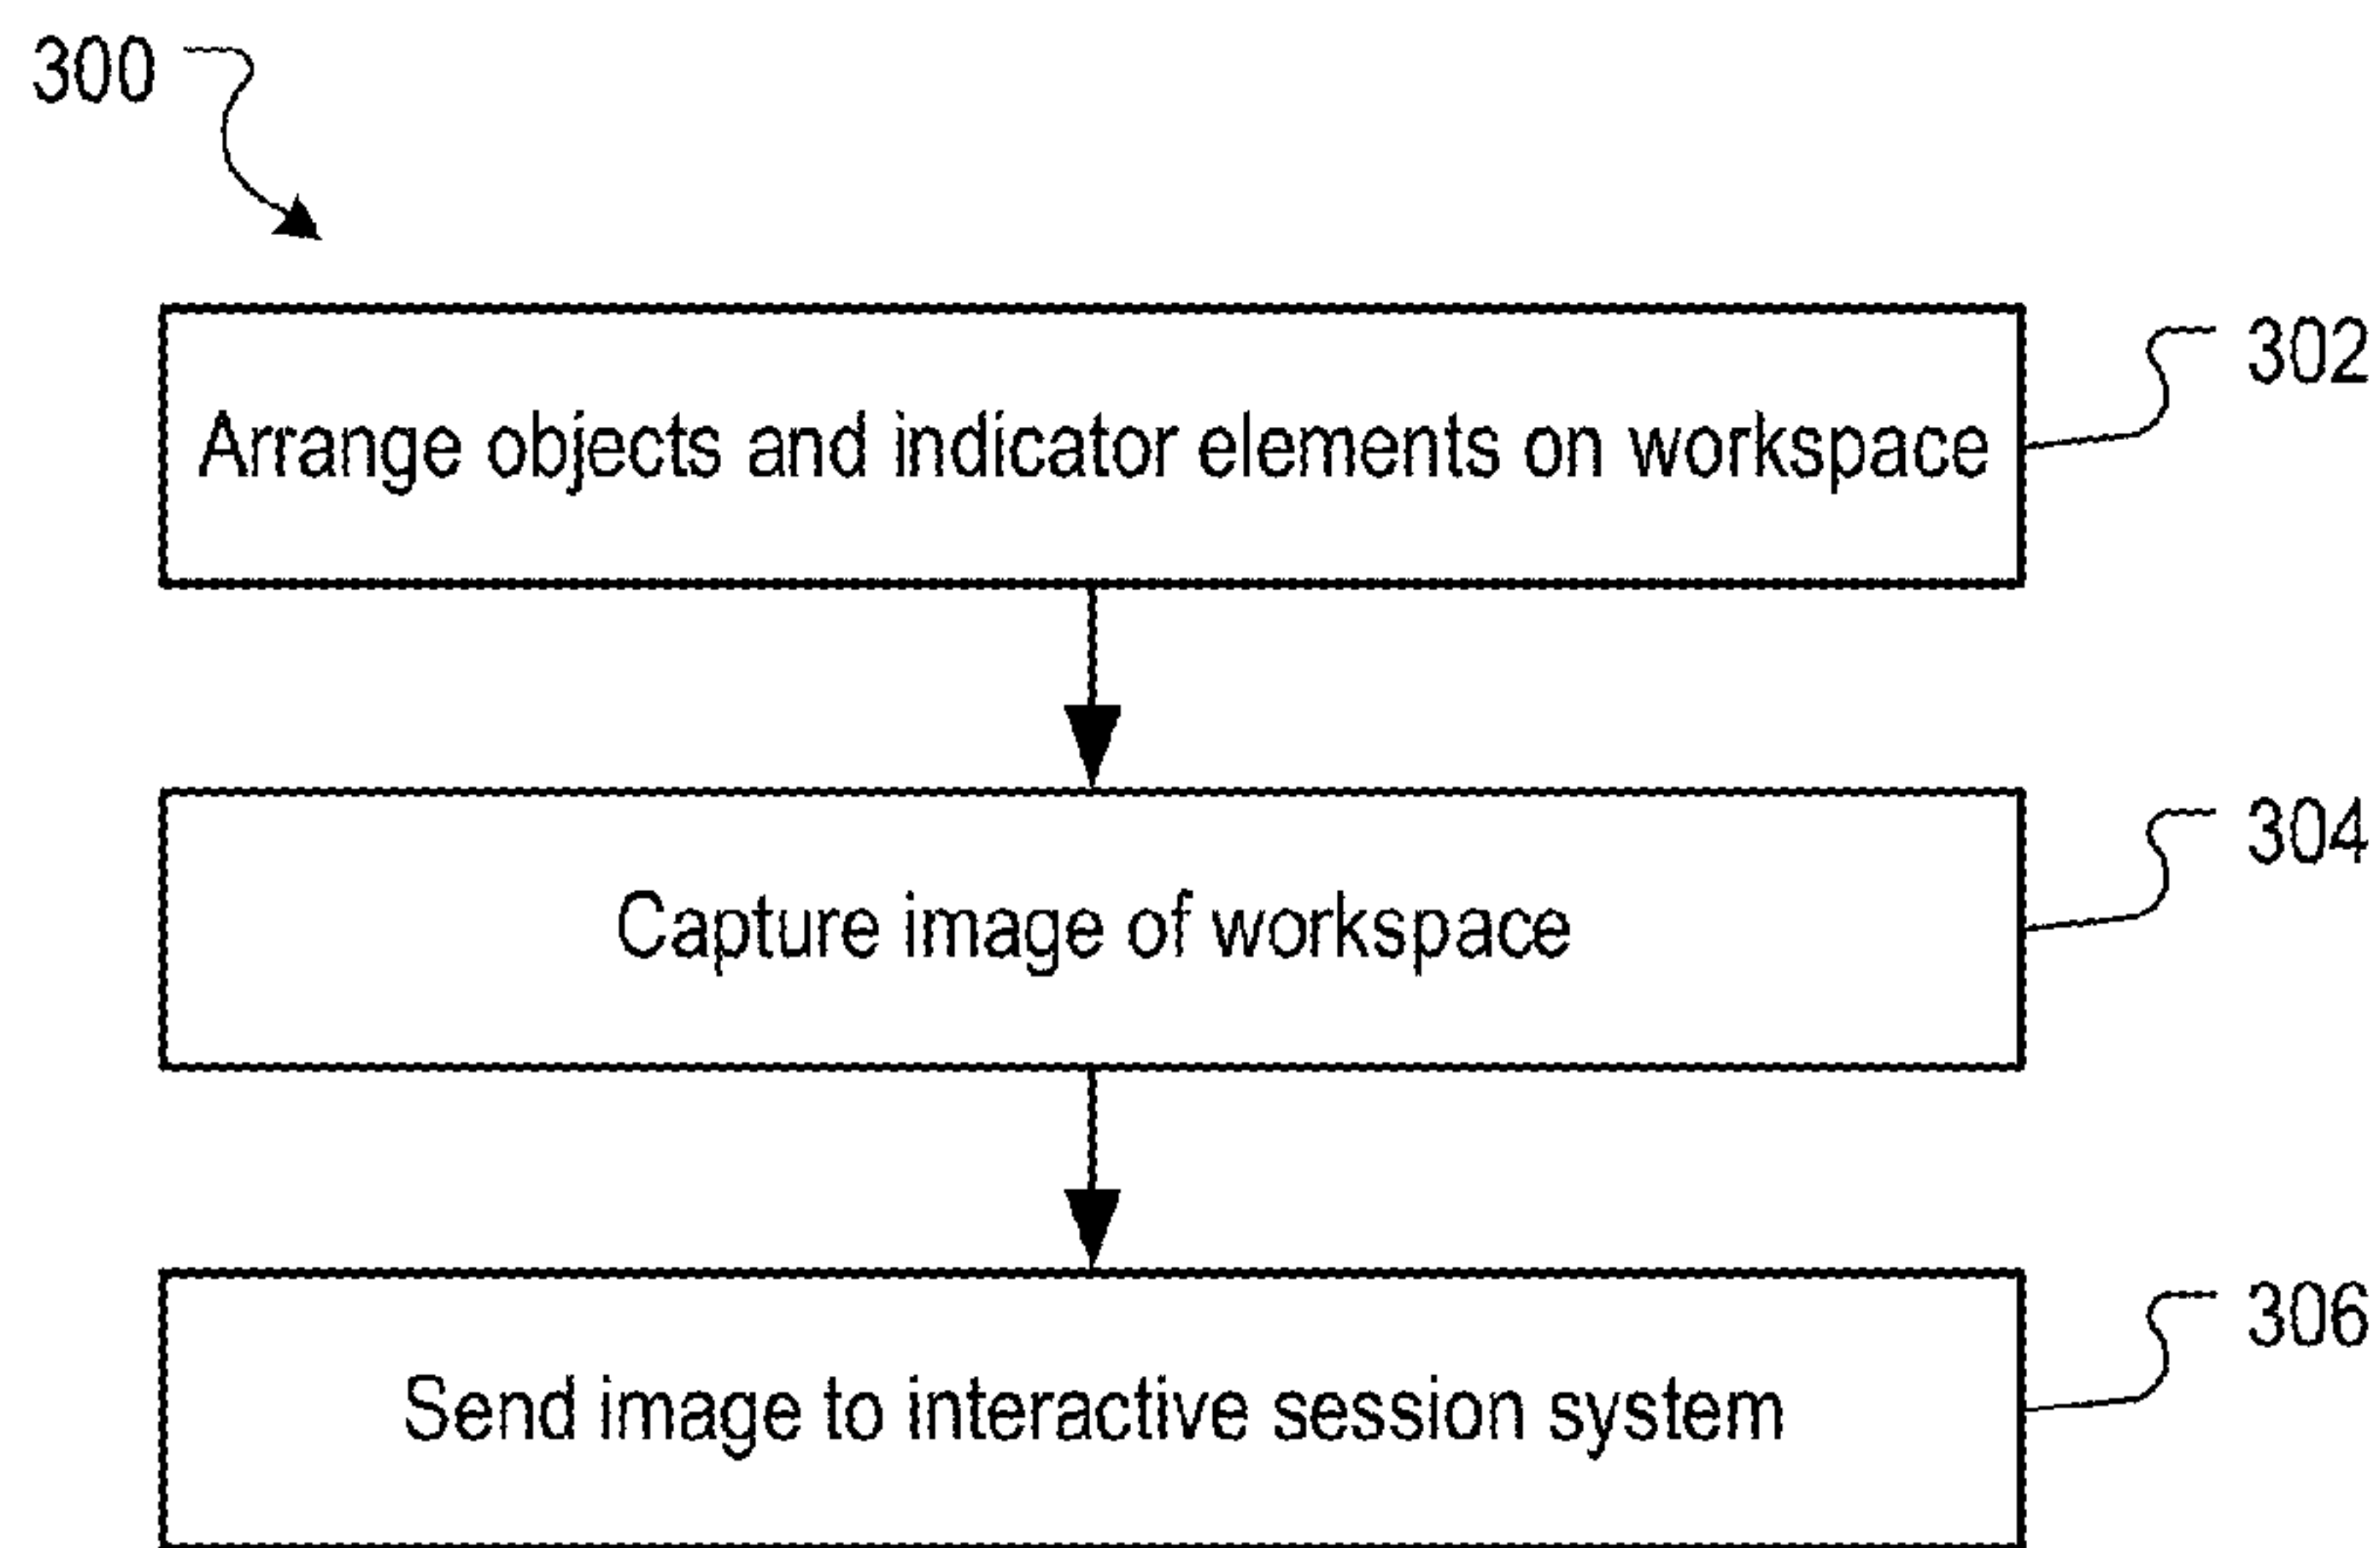 300
302
Arrange objects and indicator elements on workspace
304
Capture image of workspace
306
Send image to interactive session system